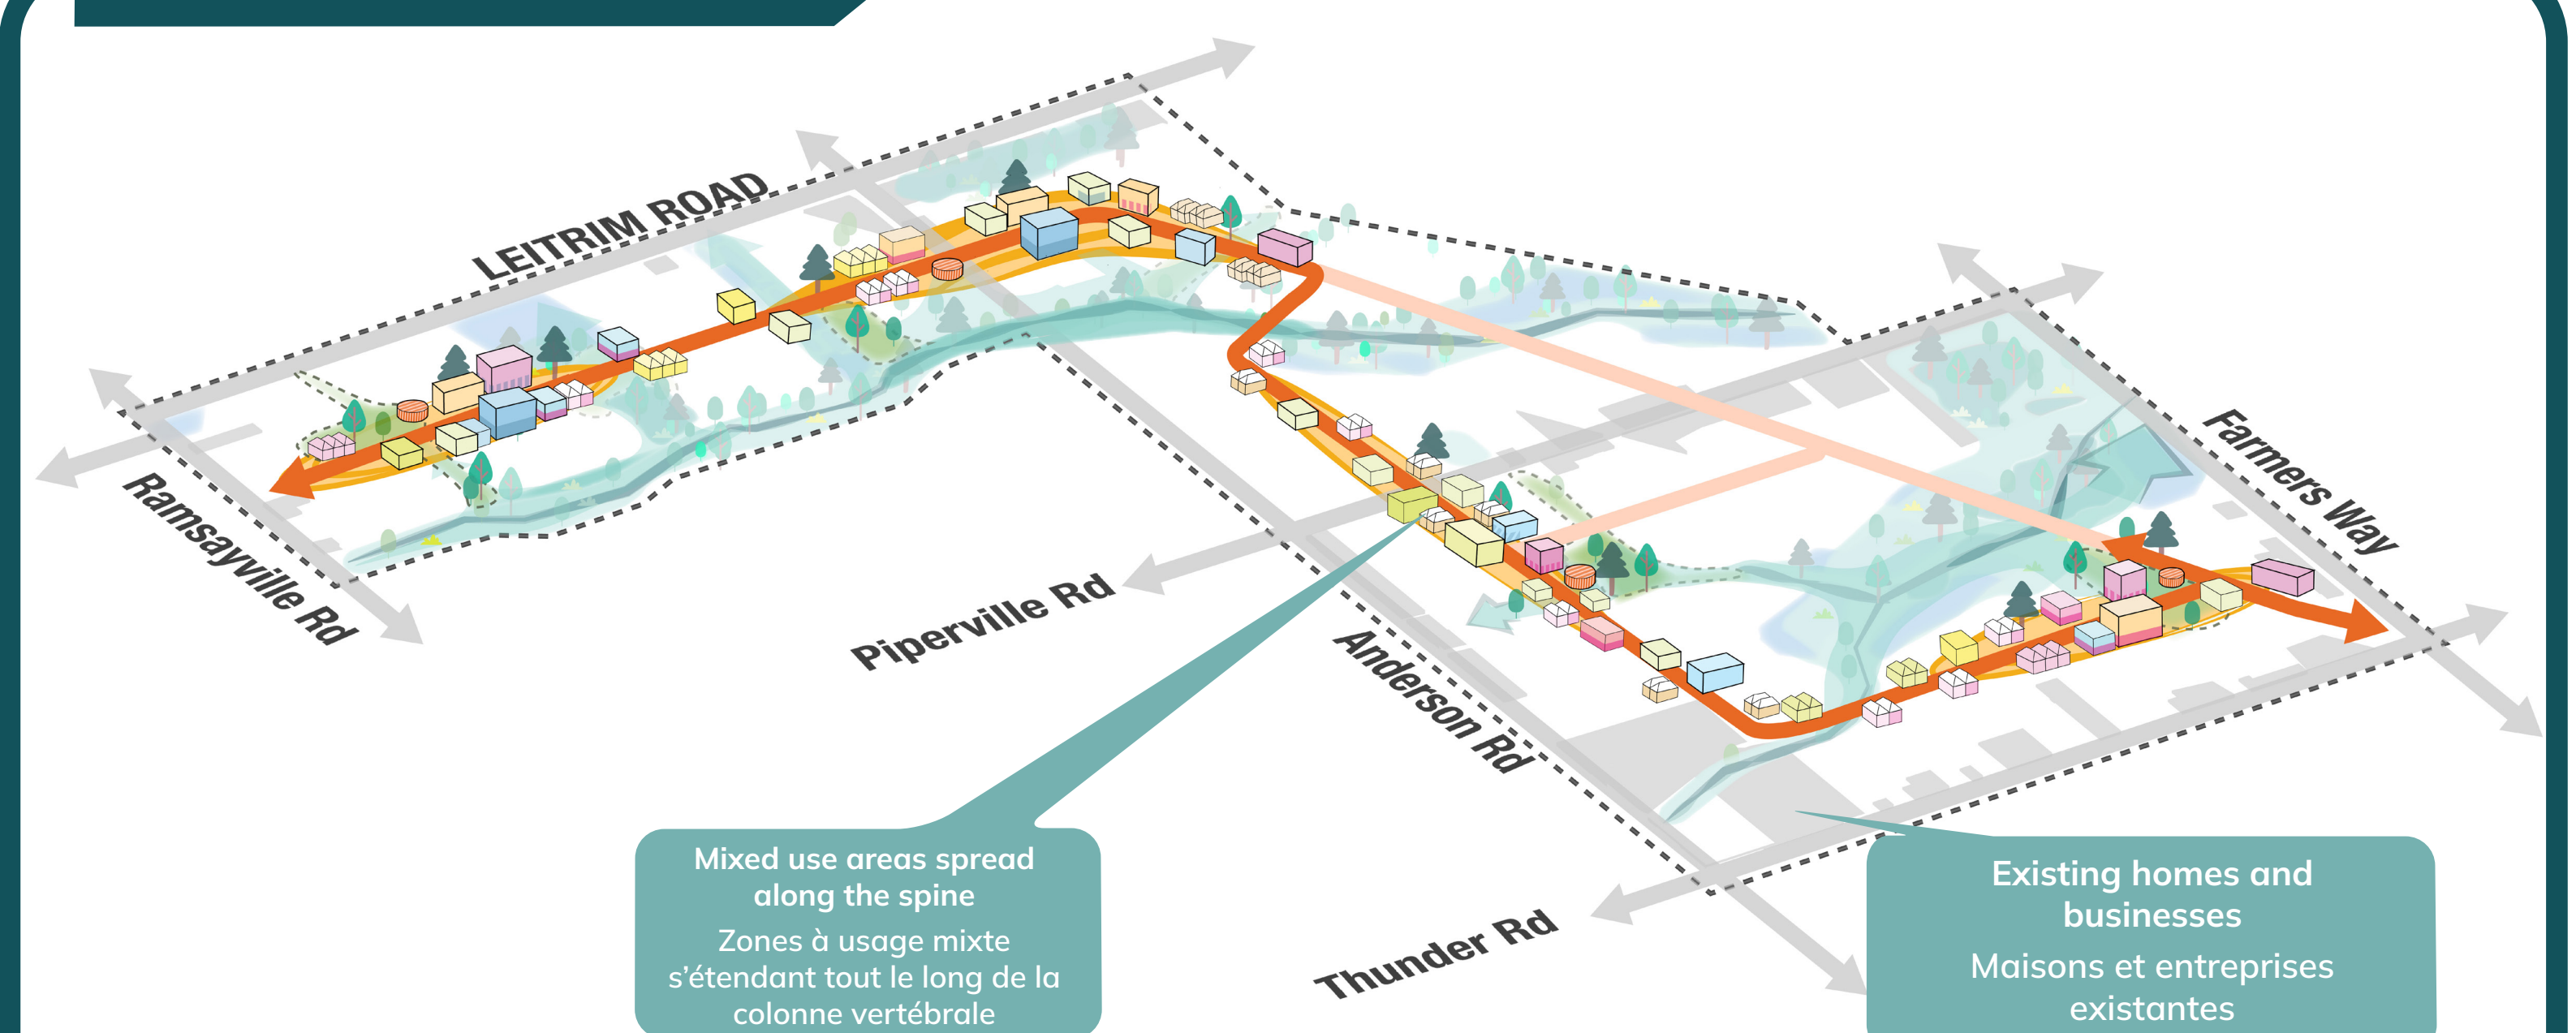 LEITRIM ROAD
Ramsayville Rd
Piperville Rd
Anderson Rd
Farmers Way
Thunder Rd
Mixed use areas spread
along the spine
Zones à usage mixte
s'étendant tout le long de la
colonne vertébrale
Existing homes and
businesses
Maisons et entreprises
existantes